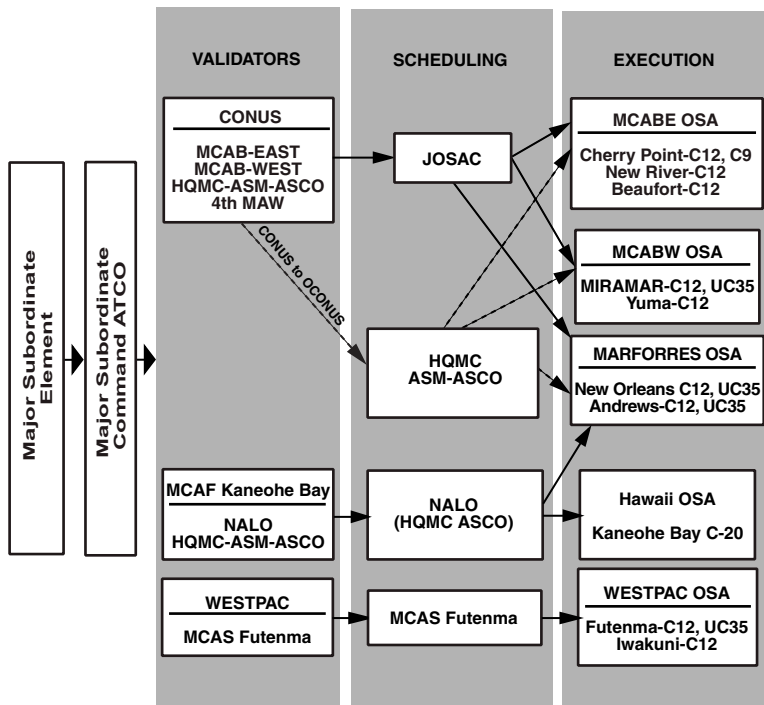 VALIDATORS
SCHEDULING
EXECUTION
Major Subordinate
Element
Major Subordinate
Command ATCO
CONUS
MCAB-EAST
MCAB-WEST
HQMC-ASM-ASCO
4th MAW
CONUS to OCONUS
MCAF Kaneohe Bay
NALO
HQMC-ASM-ASCO
WESTPAC
MCAS Futenma
JOSAC
HQMC
ASM-ASCO
NALO
(HQMC ASCO)
MCAS Futenma
MCABE OSA
Cherry Point-C12, C9
New River-C12
Beaufort-C12
MCABW OSA
MIRAMAR-C12, UC35
Yuma-C12
MARFORRES OSA
New Orleans C12, UC35
Andrews-C12, UC35
Hawaii OSA
Kaneohe Bay C-20
WESTPAC OSA
Futenma-C12, UC35
Iwakuni-C12